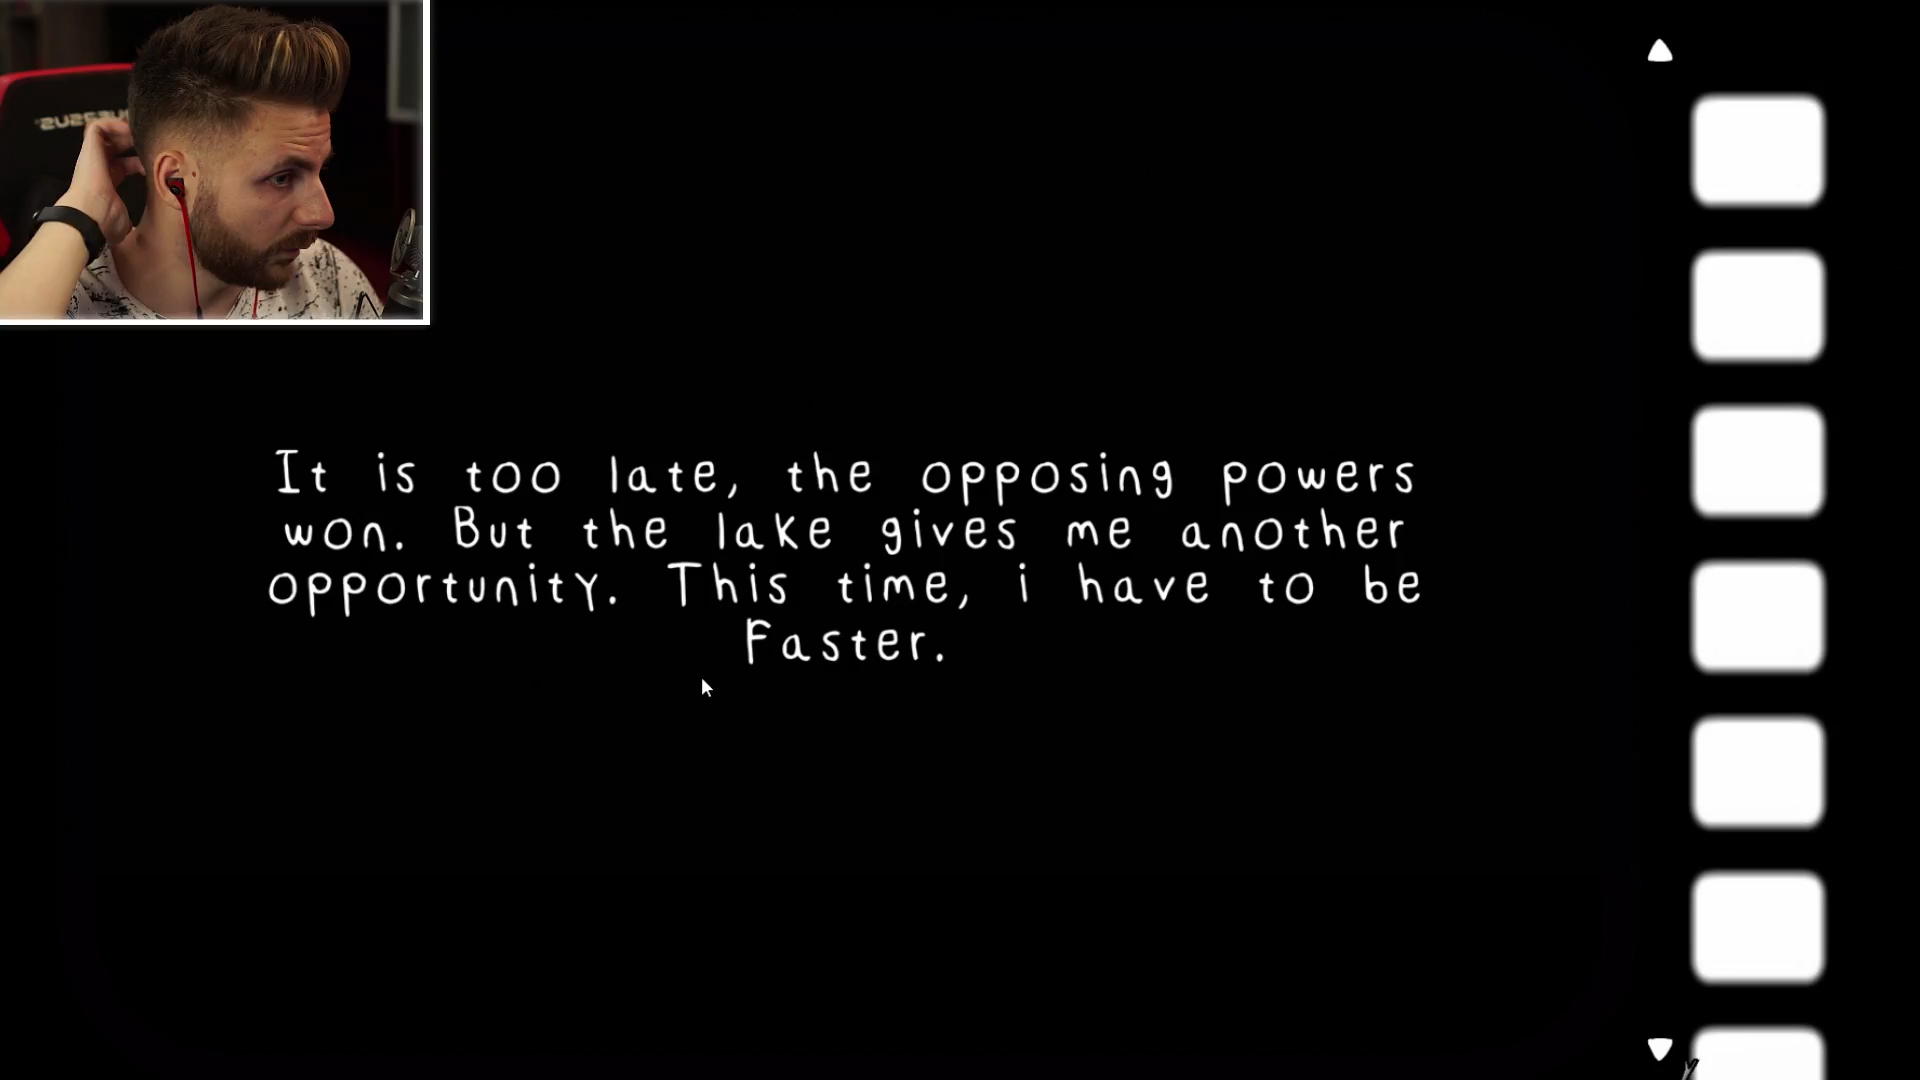 It is too late, the opposing powers
won. But the lake gives me another
opportunity. This time, i have to be
Faster.